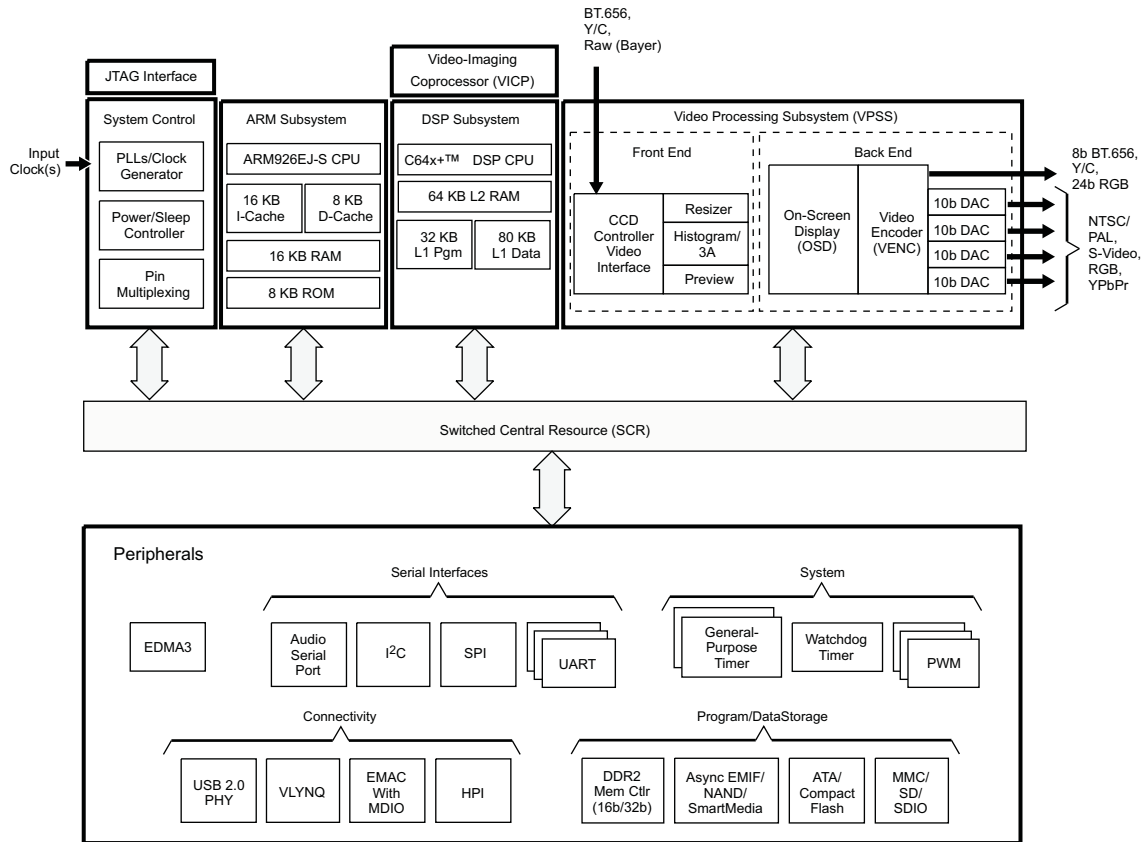 BT.656,
Y/C,
Raw (Bayer)
JTAG Interface
Video-Imaging
Coprocessor (VICP)
Input
Clock(s)
System Control
PLLs/Clock
Generator
Power/Sleep
Controller
Pin
Multiplexing
ARM Subsystem
ARM926EJ-S CPU
16 KB
I-Cache
8 KB
D-Cache
16 KB RAM
8 KB ROM
DSP Subsystem
C64x+™ DSP CPU
64 KB L2 RAM
32 KB
L1 Pgm
80 KB
L1 Data
Video Processing Subsystem (VPSS)
Front End
CCD
Controller
Video
Interface
Resizer
Histogram/
3A
Preview
Back End
On-Screen
Display
(OSD)
Video
Encoder
(VENC)
10b DAC
10b DAC
10b DAC
10b DAC
8b BT.656,
Y/C,
24b RGB
NTSC/
PAL,
S-Video,
RGB,
YPbPr
Switched Central Resource (SCR)
Peripherals
EDMA3
Serial Interfaces
Audio
Serial
Port
I²C
SPI
UART
System
General-
Purpose
Timer
Watchdog
Timer
PWM
Connectivity
USB 2.0
PHY
VLYNQ
EMAC
With
MDIO
HPI
Program/DataStorage
DDR2
Mem Ctlr
(16b/32b)
Async EMIF/
NAND/
SmartMedia
ATA/
Compact
Flash
MMC/
SD/
SDIO